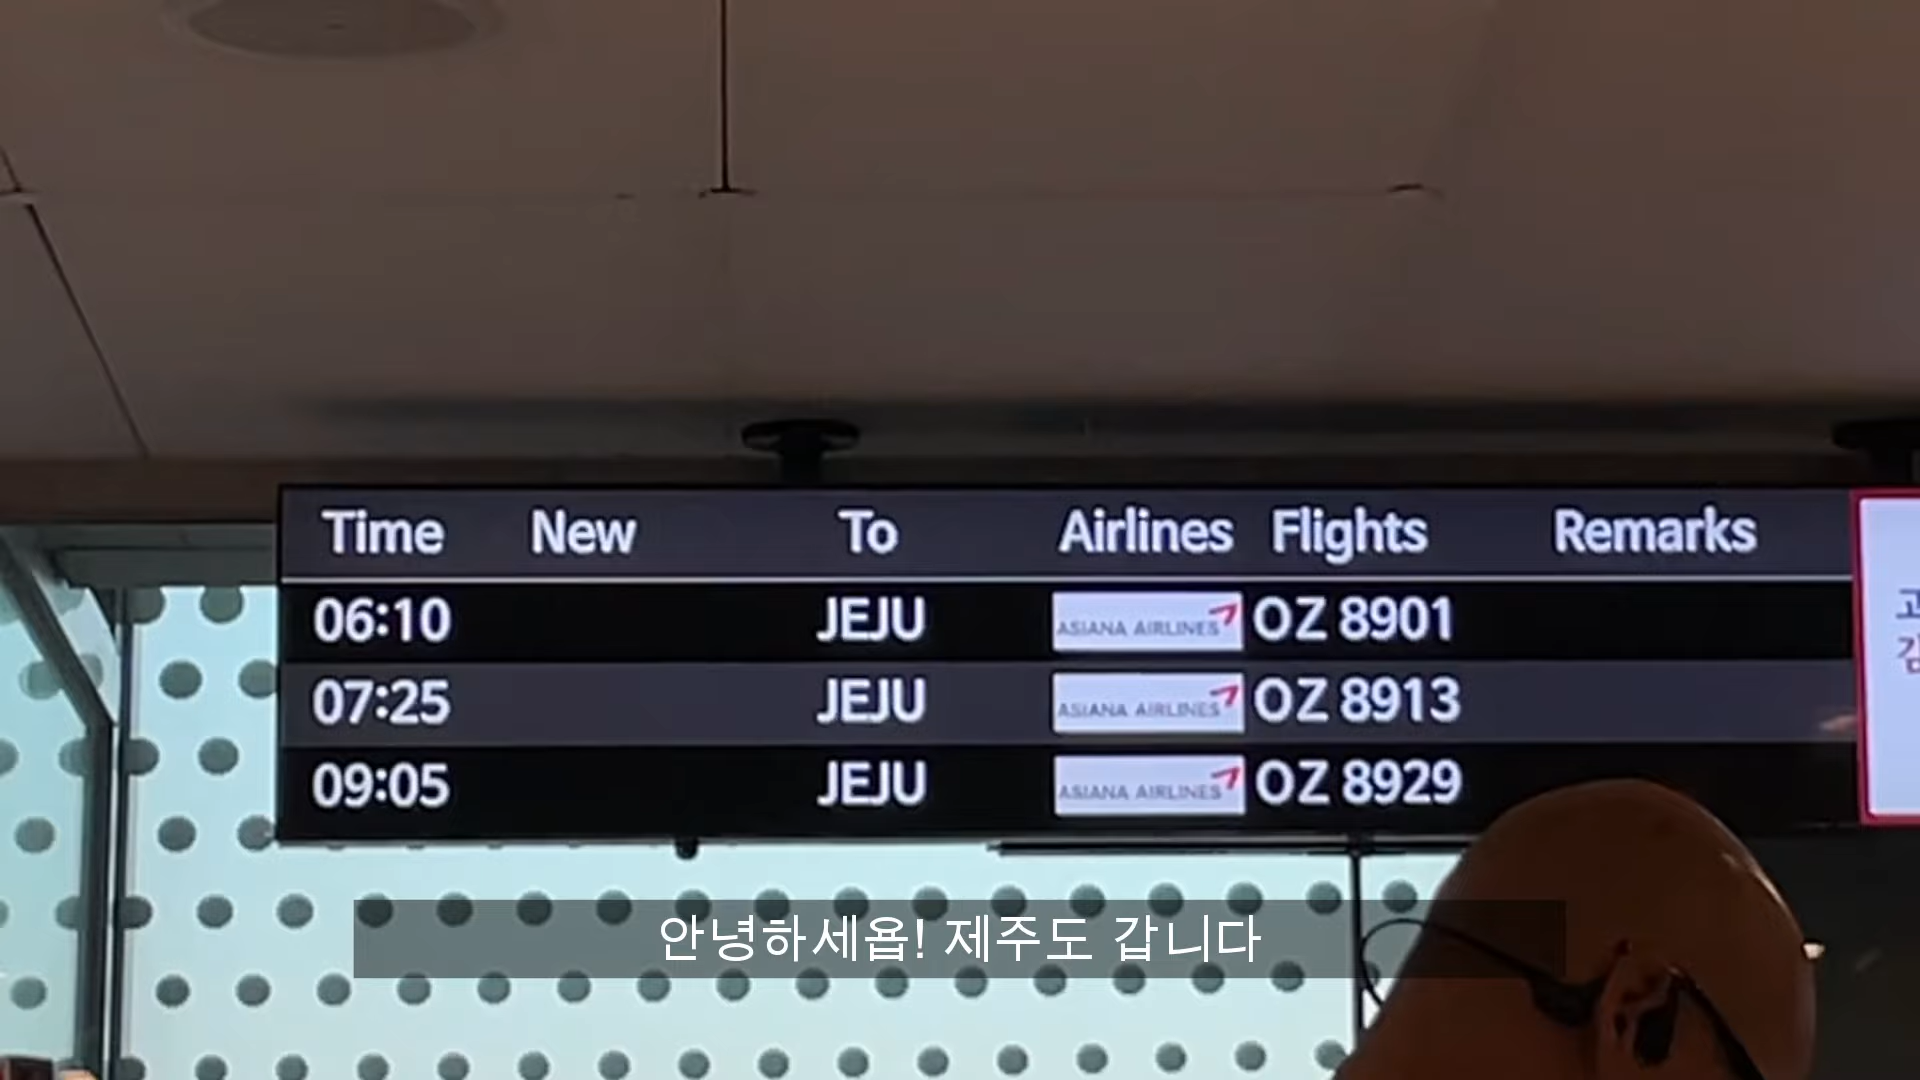 Time New To Airlines Flights Remarks
06:10 JEJU ASIANA AIRLINES OZ 8901
07:25 JEJU ASIANA AIRLINES OZ 8913
09:05 JEJU ASIANA AIRLINES OZ 8929
안녕하세욥! 제주도 갑니다